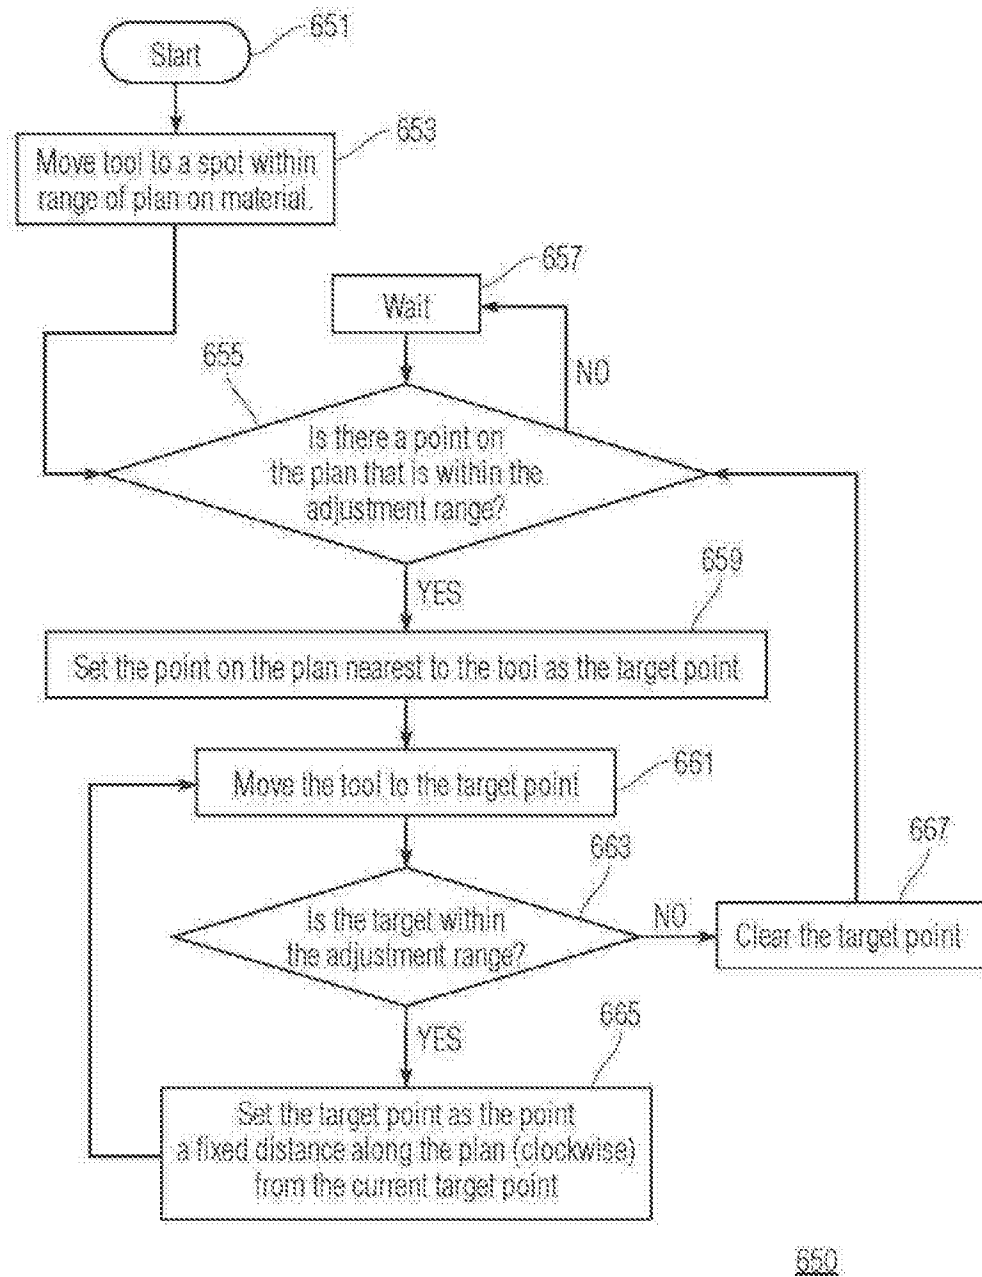 Start
651
Move tool to a spot within
range of plan on material.
653
Wait
657
655
NO
Is there a point on
the plan that is within the
adjustment range?
YES
659
Set the point on the plan nearest to the tool as the target point
Move the tool to the target point
661
663
667
Is the target within
the adjustment range?
NO
Clear the target point
YES
665
Set the target point as the point
a fixed distance along the plan (clockwise)
from the current target point
650